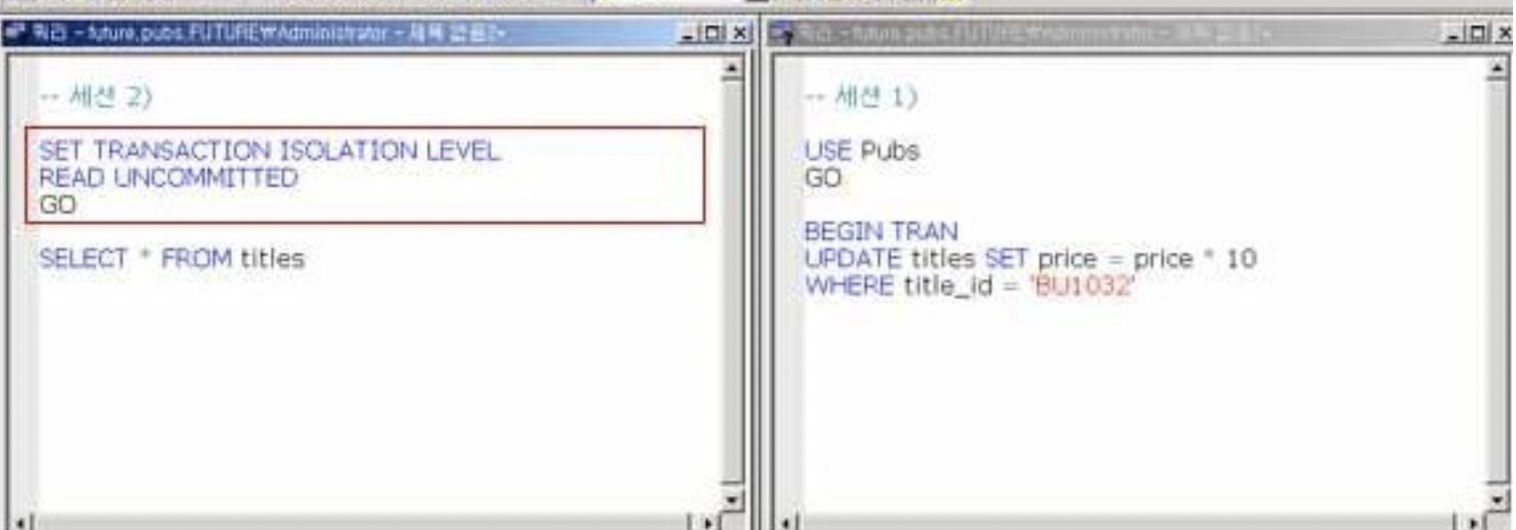 쿼리 - future.pubs.FUTURE₩Administrator - 제목 없음2*
-- 세션 2)
SET TRANSACTION ISOLATION LEVEL
READ UNCOMMITTED
GO
SELECT * FROM titles
-- 세션 1)
USE Pubs
GO
BEGIN TRAN
UPDATE titles SET price = price * 10
WHERE title_id = 'BU1032'